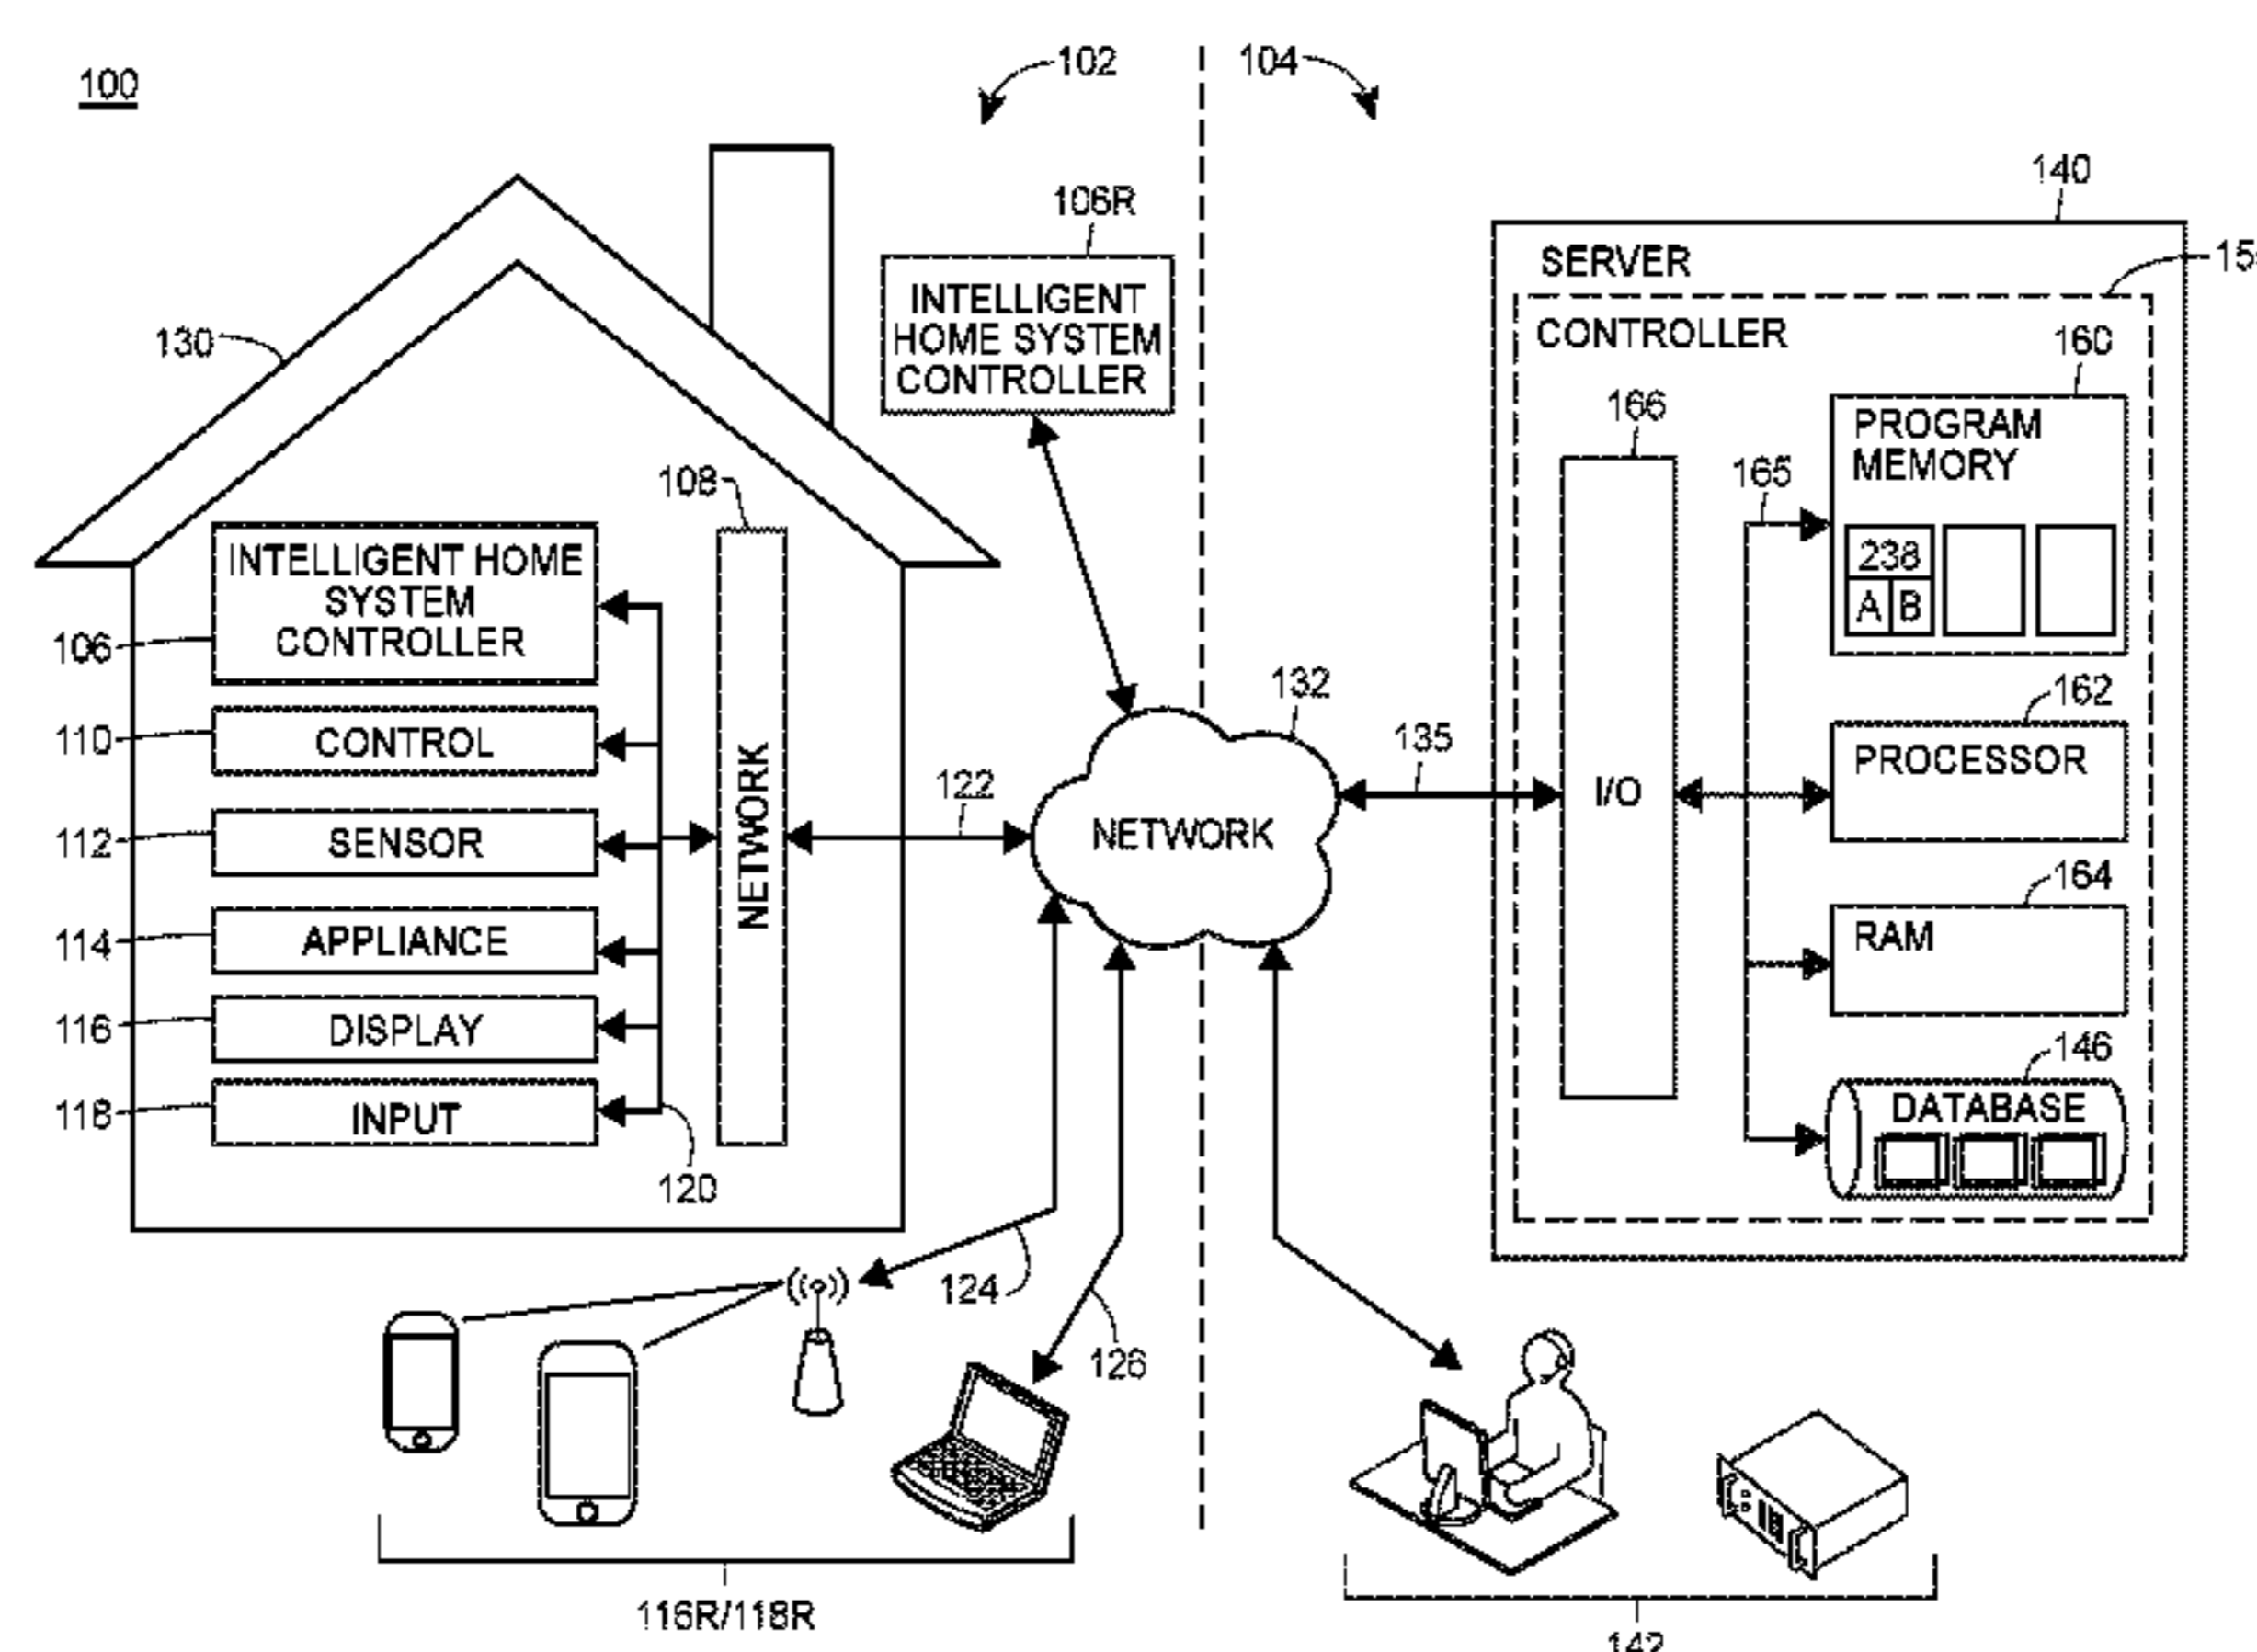 100
102
104
106R
INTELLIGENT
HOME SYSTEM
CONTROLLER
130
108
INTELLIGENT HOME
SYSTEM
CONTROLLER
106
110
CONTROL
112
SENSOR
114
APPLIANCE
116
DISPLAY
118
INPUT
120
NETWORK
122
132
NETWORK
124
126
116R/118R
140
SERVER
CONTROLLER
135
166
I/O
165
160
PROGRAM
MEMORY
238
A B
162
PROCESSOR
164
RAM
146
DATABASE
142